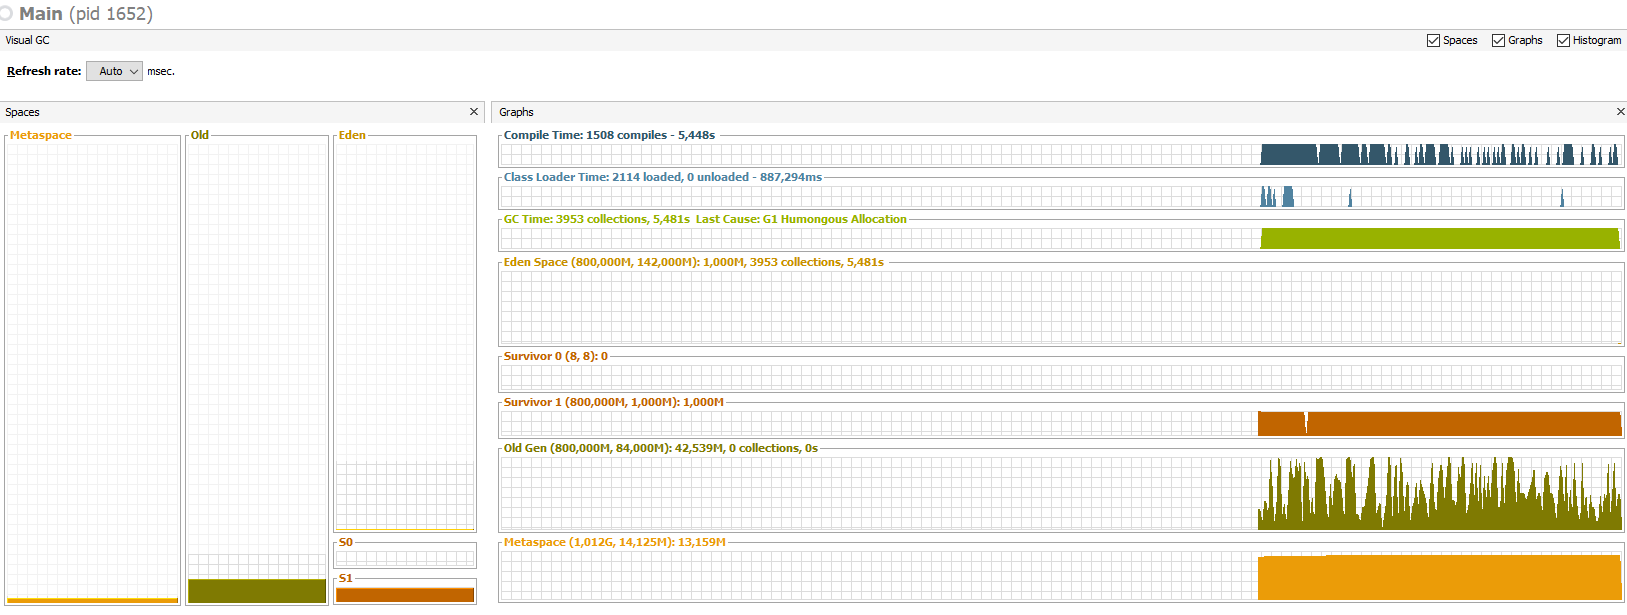 Main (pid 1652)
Visual GC
Spaces Graphs Histogram
Refresh rate: Auto msec.
Spaces
Metaspace
Old
Eden
S0
S1
Graphs
Compile Time: 1508 compiles - 5,448s
Class Loader Time: 2114 loaded, 0 unloaded - 887,294ms
GC Time: 3953 collections, 5,481s Last Cause: G1 Humongous Allocation
Eden Space (800,000M, 142,000M): 1,000M, 3953 collections, 5,481s
Survivor 0 (8, 8): 0
Survivor 1 (800,000M, 1,000M): 1,000M
Old Gen (800,000M, 84,000M): 42,539M, 0 collections, 0s
Metaspace (1,012G, 14,125M): 13,159M